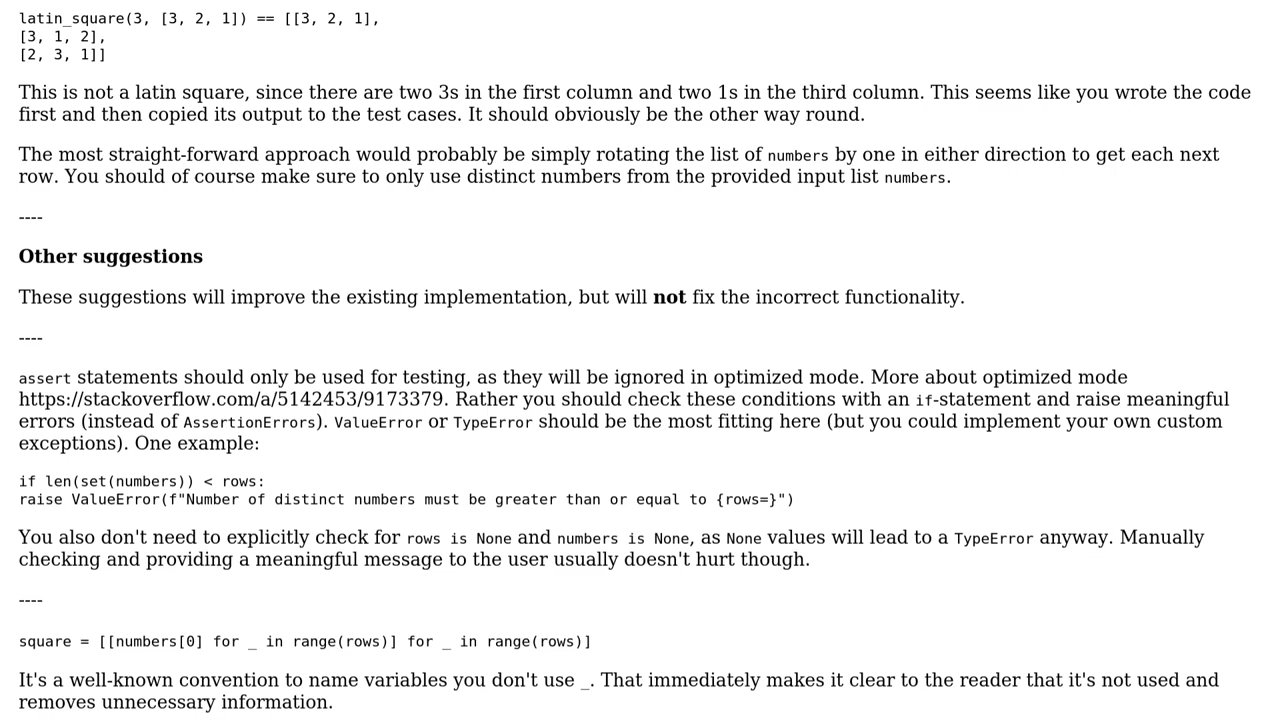 latin_square(3, [3, 2, 1]) == [[3, 2, 1],
[3, 1, 2],
[2, 3, 1]]
This is not a latin square, since there are two 3s in the first column and two 1s in the third column. This seems like you wrote the code
first and then copied its output to the test cases. It should obviously be the other way round.
The most straight-forward approach would probably be simply rotating the list of numbers by one in either direction to get each next
row. You should of course make sure to only use distinct numbers from the provided input list numbers.
----
Other suggestions
These suggestions will improve the existing implementation, but will not fix the incorrect functionality.
----
assert statements should only be used for testing, as they will be ignored in optimized mode. More about optimized mode
https://stackoverflow.com/a/5142453/9173379. Rather you should check these conditions with an if-statement and raise meaningful
errors (instead of AssertionErrors). ValueError or TypeError should be the most fitting here (but you could implement your own custom
exceptions). One example:
if len(set(numbers)) < rows:
raise ValueError(f"Number of distinct numbers must be greater than or equal to {rows=}")
You also don't need to explicitly check for rows is None and numbers is None, as None values will lead to a TypeError anyway. Manually
checking and providing a meaningful message to the user usually doesn't hurt though.
----
square = [[numbers[0] for _ in range(rows)] for _ in range(rows)]
It's a well-known convention to name variables you don't use _. That immediately makes it clear to the reader that it's not used and
removes unnecessary information.